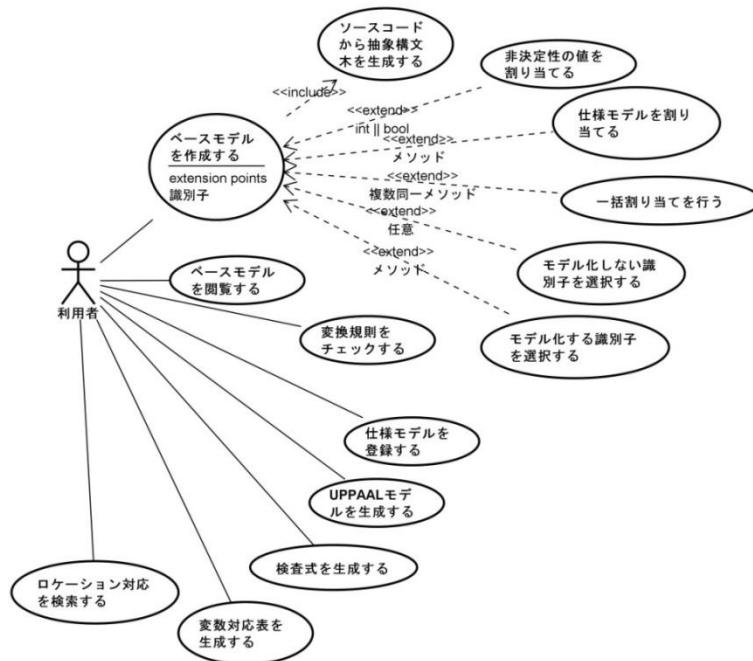 ソースコード
から抽象構文
木を生成する
非決定性の値を
割り当てる
<<include>>
<<extend>>
int || bool
仕様モデルを割り
当てる
ベースモデル
を作成する
extension points
識別子
<<extend>>
メソッド
<<extend>>
複数同一メソッド
一括割り当てを行う
<<extend>>
任意
<<extend>>
メソッド
モデル化しない識
別子を選択する
利用者
ベースモデル
を閲覧する
変換規則を
チェックする
モデル化する識別子
を選択する
仕様モデルを
登録する
UPPAALモデ
ルを生成する
検査式を生成する
ロケーション対応
を検索する
変数対応表を
生成する